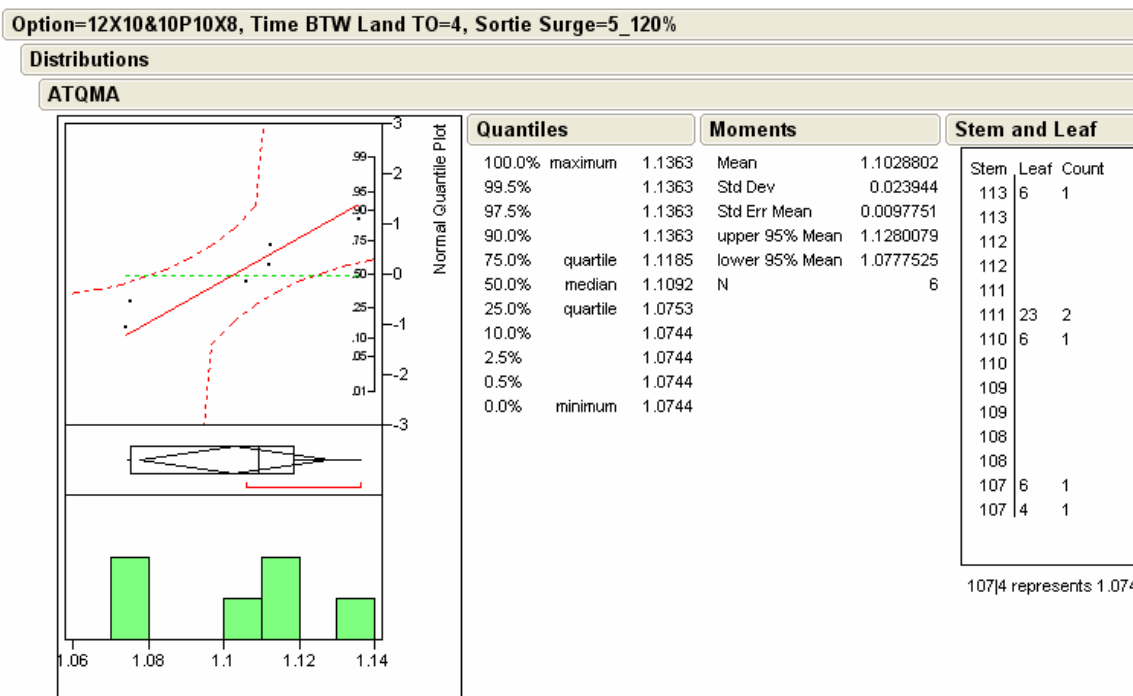 Option=12X10&10P10X8, Time BTW Land TO=4, Sortie Surge=5_120%
Distributions
ATQMA
3
2
1
0
-1
-2
-3
.99
.95
.90
.75
.50
.25
.10
.05
.01
Normal Quantile Plot
1.06 1.08 1.1 1.12 1.14
Quantiles
100.0% maximum 1.1363
99.5% 1.1363
97.5% 1.1363
90.0% 1.1363
75.0% quartile 1.1185
50.0% median 1.1092
25.0% quartile 1.0753
10.0% 1.0744
2.5% 1.0744
0.5% 1.0744
0.0% minimum 1.0744
Moments
Mean 1.1028802
Std Dev 0.023944
Std Err Mean 0.0097751
upper 95% Mean 1.1280079
lower 95% Mean 1.0777525
N 6
Stem and Leaf
Stem Leaf Count
113 6 1
113
112
112
111
111 23 2
110 6 1
110
109
109
108
108
107 6 1
107 4 1
107|4 represents 1.074